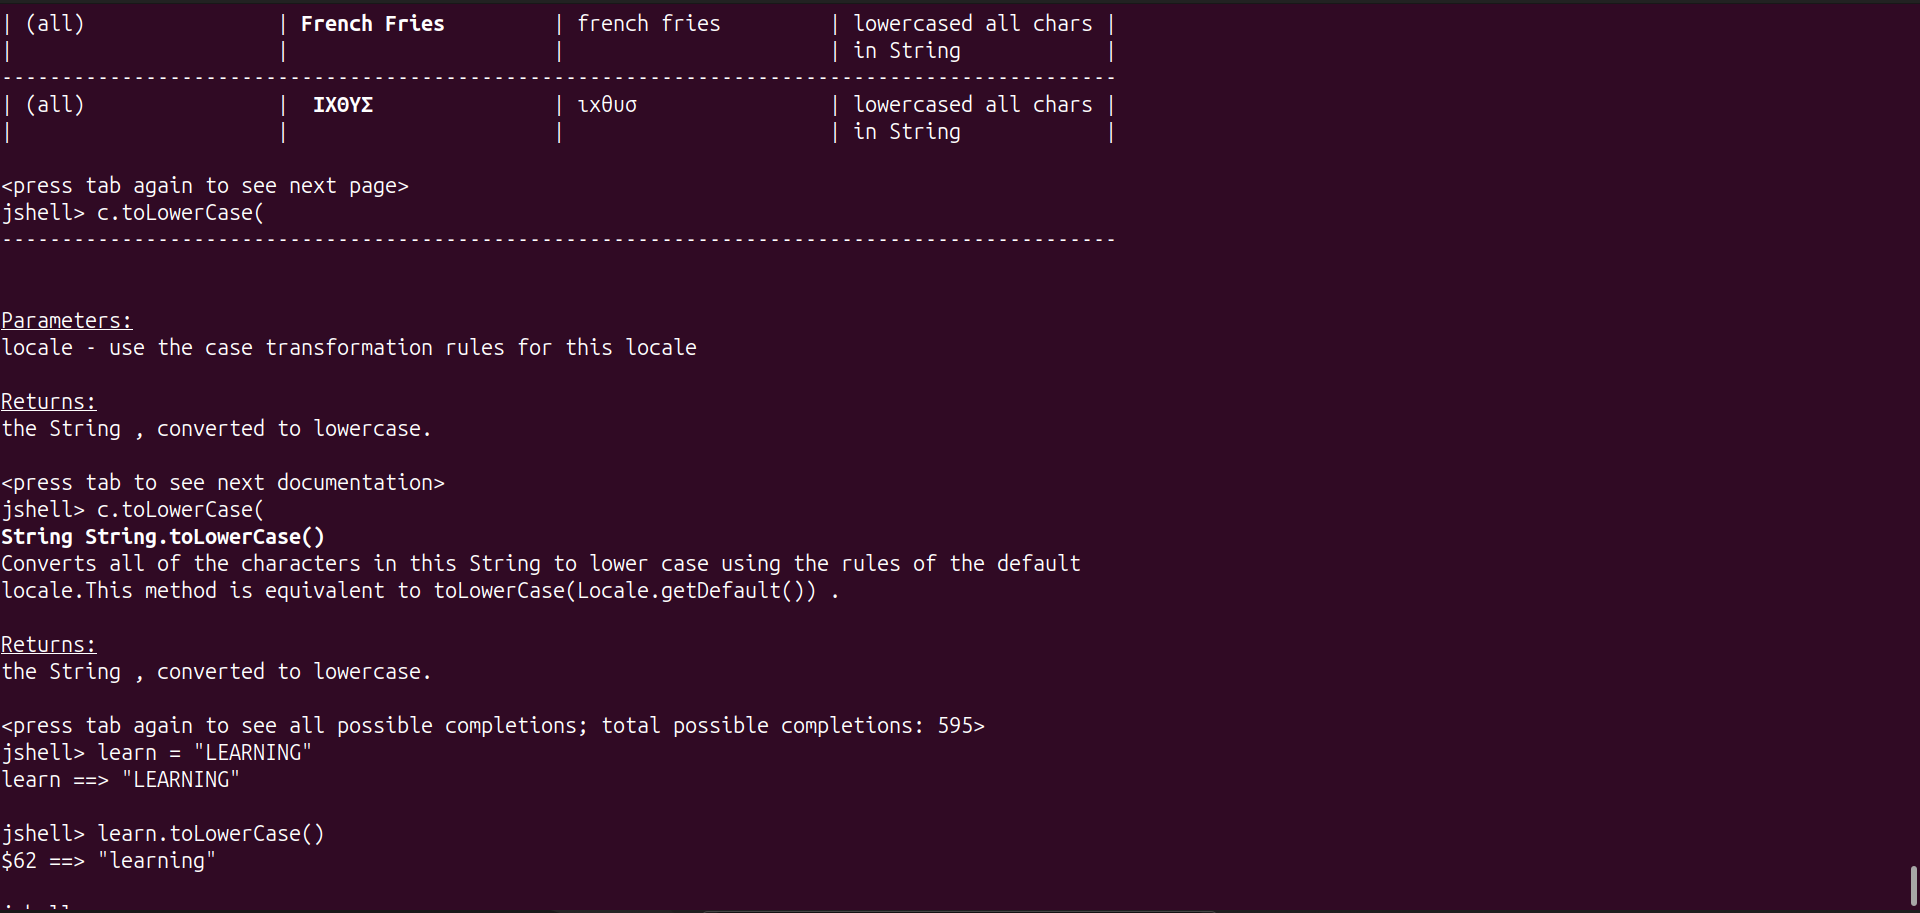 | (all) | French Fries | french fries | lowercased all chars |
| | | | in String |
---------------------------------------------------------------------------------------------
| (all) | ΙΧΘΥΣ | ιχθυσ | lowercased all chars |
| | | | in String |
<press tab again to see next page>
jshell> c.toLowerCase(
---------------------------------------------------------------------------------------------
Parameters:
locale - use the case transformation rules for this locale
Returns:
the String , converted to lowercase.
<press tab to see next documentation>
jshell> c.toLowerCase(
String String.toLowerCase()
Converts all of the characters in this String to lower case using the rules of the default
locale.This method is equivalent to toLowerCase(Locale.getDefault()) .
Returns:
the String , converted to lowercase.
<press tab again to see all possible completions; total possible completions: 595>
jshell> learn = "LEARNING"
learn ==> "LEARNING"
jshell> learn.toLowerCase()
$62 ==> "learning"